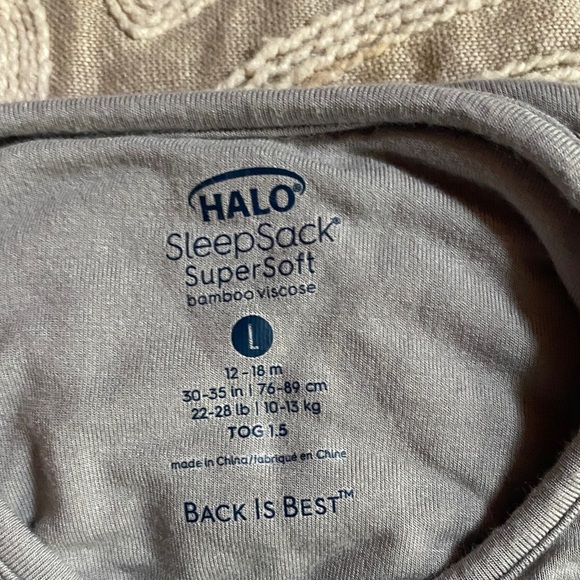 HALO®
SleepSack®
SuperSoft
bamboo viscose
L
12-18 m
30-35 in | 76-89 cm
22-28 lb | 10-13 kg
TOG 1.5
made in China/fabriqué en Chine
BACK IS BEST™